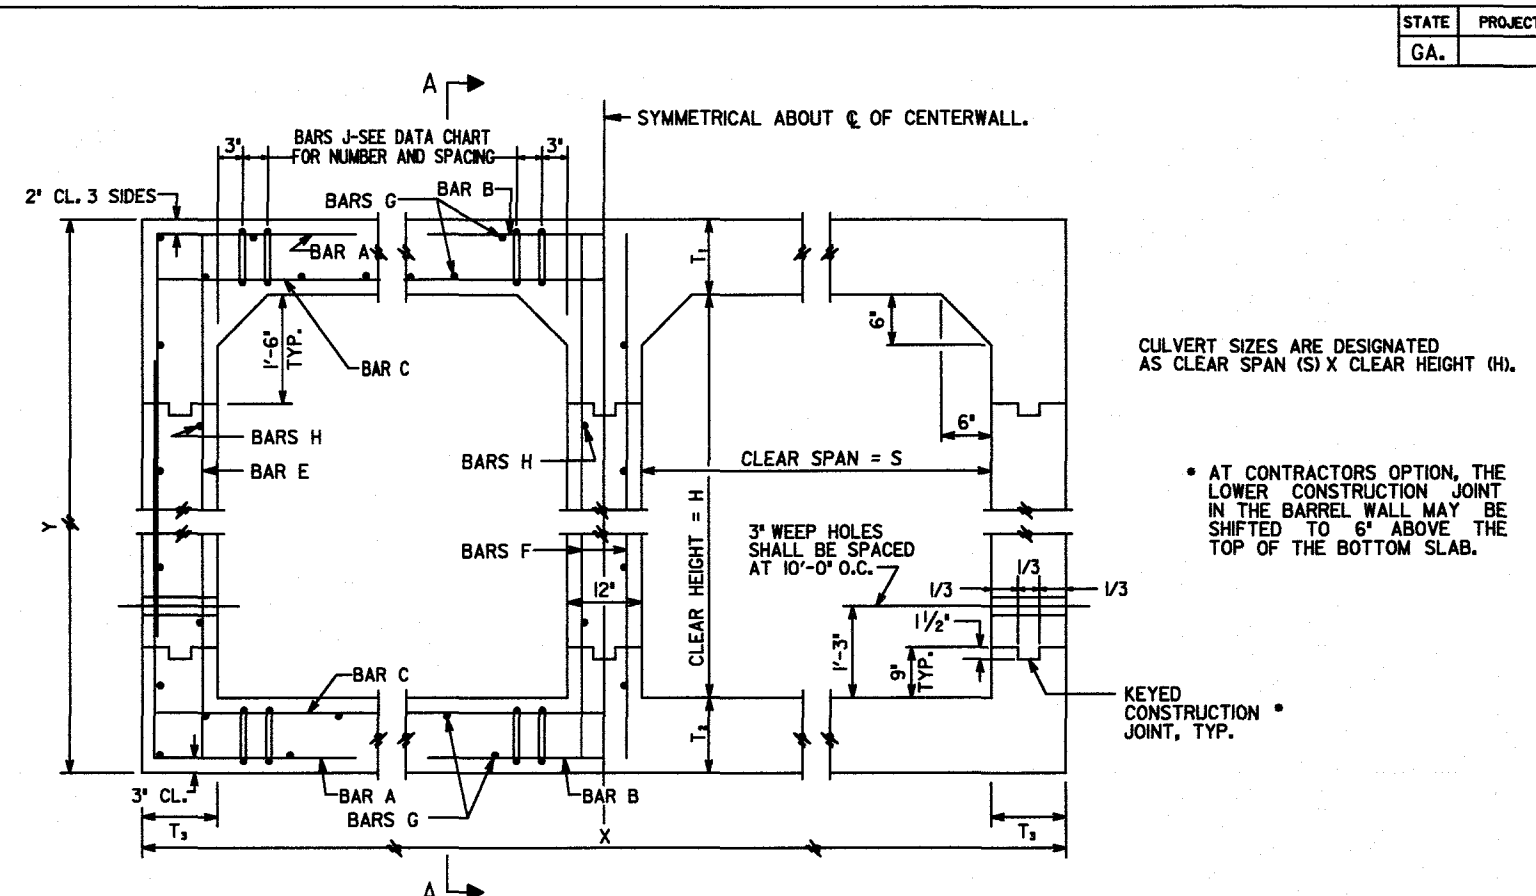 STATE PROJECT
GA.
A
SYMMETRICAL ABOUT ℄ OF CENTERWALL.
BARS J-SEE DATA CHART
FOR NUMBER AND SPACING
3"
3"
2" CL. 3 SIDES
BARS G
BAR B
BAR A
T₁
6"
1'-6"
TYP.
BAR C
CULVERT SIZES ARE DESIGNATED
AS CLEAR SPAN (S) X CLEAR HEIGHT (H).
6"
BARS H
BARS H
BAR E
CLEAR SPAN = S
• AT CONTRACTORS OPTION, THE
LOWER CONSTRUCTION JOINT
IN THE BARREL WALL MAY BE
SHIFTED TO 6" ABOVE THE
TOP OF THE BOTTOM SLAB.
Y
CLEAR HEIGHT = H
3" WEEP HOLES
SHALL BE SPACED
AT 10'-0" O.C.
BARS F
12"
1/3
1/3
1/3
1½"
1'-3"
9"
TYP.
BAR C
KEYED
CONSTRUCTION •
JOINT, TYP.
T₂
3" CL.
BAR A
BAR B
BARS G
T₃
X
T₃
A